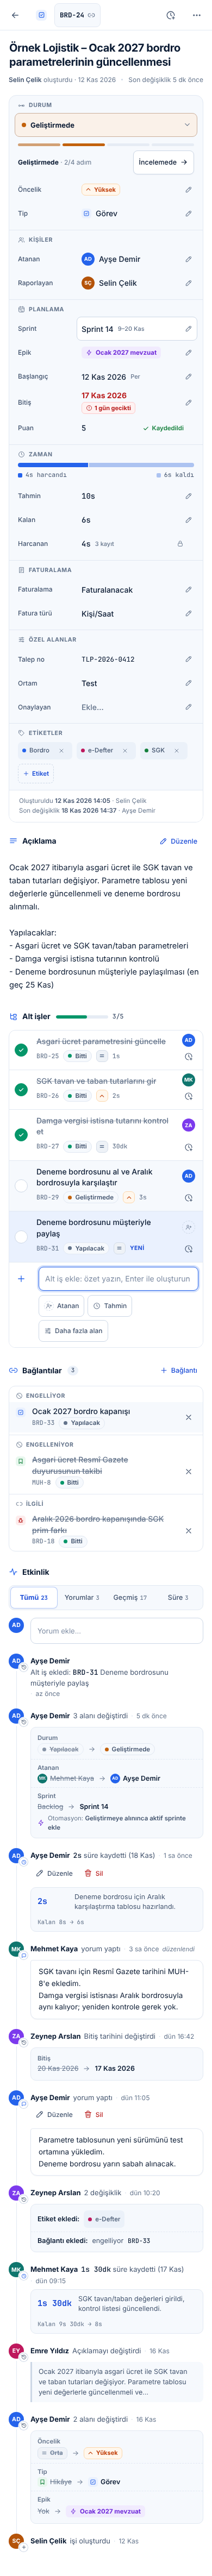 BRD-24
Örnek Lojistik – Ocak 2027 bordro
parametrelerinin güncellenmesi
Selin Çelik oluşturdu · 12 Kas 2026 · Son değişiklik 5 dk önce
DURUM
Geliştirmede
Geliştirmede · 2/4 adım
İncelemede →
Öncelik
Yüksek
Tip
Görev
KİŞİLER
Atanan
AD Ayşe Demir
Raporlayan
SÇ Selin Çelik
PLANLAMA
Sprint
Sprint 14 9–20 Kas
Epik
Ocak 2027 mevzuat
Başlangıç
12 Kas 2026 Per
Bitiş
17 Kas 2026
1 gün gecikti
Puan
5
Kaydedildi
ZAMAN
4s harcandı
6s kaldı
Tahmin
10s
Kalan
6s
Harcanan
4s 3 kayıt
FATURALAMA
Faturalama
Faturalanacak
Fatura türü
Kişi/Saat
ÖZEL ALANLAR
Talep no
TLP-2026-0412
Ortam
Test
Onaylayan
Ekle...
ETİKETLER
Bordro ×
e-Defter ×
SGK ×
+ Etiket
Oluşturuldu 12 Kas 2026 14:05 · Selin Çelik
Son değişiklik 18 Kas 2026 14:37 · Ayşe Demir
Açıklama
Düzenle
Ocak 2027 itibarıyla asgari ücret ile SGK tavan ve
taban tutarları değişiyor. Parametre tablosu yeni
değerlerle güncellenmeli ve deneme bordrosu
alınmalı.
Yapılacaklar:
- Asgari ücret ve SGK tavan/taban parametreleri
- Damga vergisi istisna tutarının kontrolü
- Deneme bordrosunun müşteriyle paylaşılması (en
geç 25 Kas)
Alt işler
3/5
Asgari ücret parametresini güncelle
AD
BRD-25 Bitti 1s
SGK tavan ve taban tutarlarını gir
MK
BRD-26 Bitti 2s
Damga vergisi istisna tutarını kontrol
et
ZA
BRD-27 Bitti 30dk
Deneme bordrosunu al ve Aralık
bordrosuyla karşılaştır
AD
BRD-29 Geliştirmede 3s
Deneme bordrosunu müşteriyle
paylaş
BRD-31 Yapılacak YENİ
Alt iş ekle: özet yazın, Enter ile oluşturun
Atanan
Tahmin
Daha fazla alan
Bağlantılar 3
+ Bağlantı
ENGELLİYOR
Ocak 2027 bordro kapanışı
BRD-33 Yapılacak
ENGELLENİYOR
Asgari ücret Resmî Gazete
duyurusunun takibi
MUH-8 Bitti
İLGİLİ
Aralık 2026 bordro kapanışında SGK
prim farkı
BRD-18 Bitti
Etkinlik
Tümü 23
Yorumlar 3
Geçmiş 17
Süre 3
AD
Yorum ekle...
AD Ayşe Demir
Alt iş ekledi: BRD-31 Deneme bordrosunu
müşteriyle paylaş
az önce
AD Ayşe Demir 3 alanı değiştirdi · 5 dk önce
Durum
Yapılacak → Geliştirmede
Atanan
MK Mehmet Kaya → AD Ayşe Demir
Sprint
Backlog → Sprint 14
Otomasyon: Geliştirmeye alınınca aktif sprinte
ekle
AD Ayşe Demir 2s süre kaydetti (18 Kas) · 1 sa önce
Düzenle
Sil
2s
Deneme bordrosu için Aralık
karşılaştırma tablosu hazırlandı.
Kalan 8s → 6s
MK Mehmet Kaya yorum yaptı · 3 sa önce düzenlendi
SGK tavanı için Resmî Gazete tarihini MUH-
8'e ekledim.
Damga vergisi istisnası Aralık bordrosuyla
aynı kalıyor; yeniden kontrole gerek yok.
ZA Zeynep Arslan Bitiş tarihini değiştirdi · dün 16:42
Bitiş
20 Kas 2026 → 17 Kas 2026
AD Ayşe Demir yorum yaptı · dün 11:05
Düzenle
Sil
Parametre tablosunun yeni sürümünü test
ortamına yükledim.
Deneme bordrosu yarın sabah alınacak.
ZA Zeynep Arslan 2 değişiklik · dün 10:20
Etiket ekledi: e-Defter
Bağlantı ekledi: engelliyor BRD-33
MK Mehmet Kaya 1s 30dk süre kaydetti (17 Kas)
dün 09:15
1s 30dk
SGK tavan/taban değerleri girildi,
kontrol listesi güncellendi.
Kalan 9s 30dk → 8s
EY Emre Yıldız Açıklamayı değiştirdi · 16 Kas
Ocak 2027 itibarıyla asgari ücret ile SGK tavan
ve taban tutarları değişiyor. Parametre tablosu
yeni değerlerle güncellenmeli ve...
AD Ayşe Demir 2 alanı değiştirdi · 16 Kas
Öncelik
Orta → Yüksek
Tip
Hikâye → Görev
Epik
Yok → Ocak 2027 mevzuat
SÇ Selin Çelik işi oluşturdu · 12 Kas